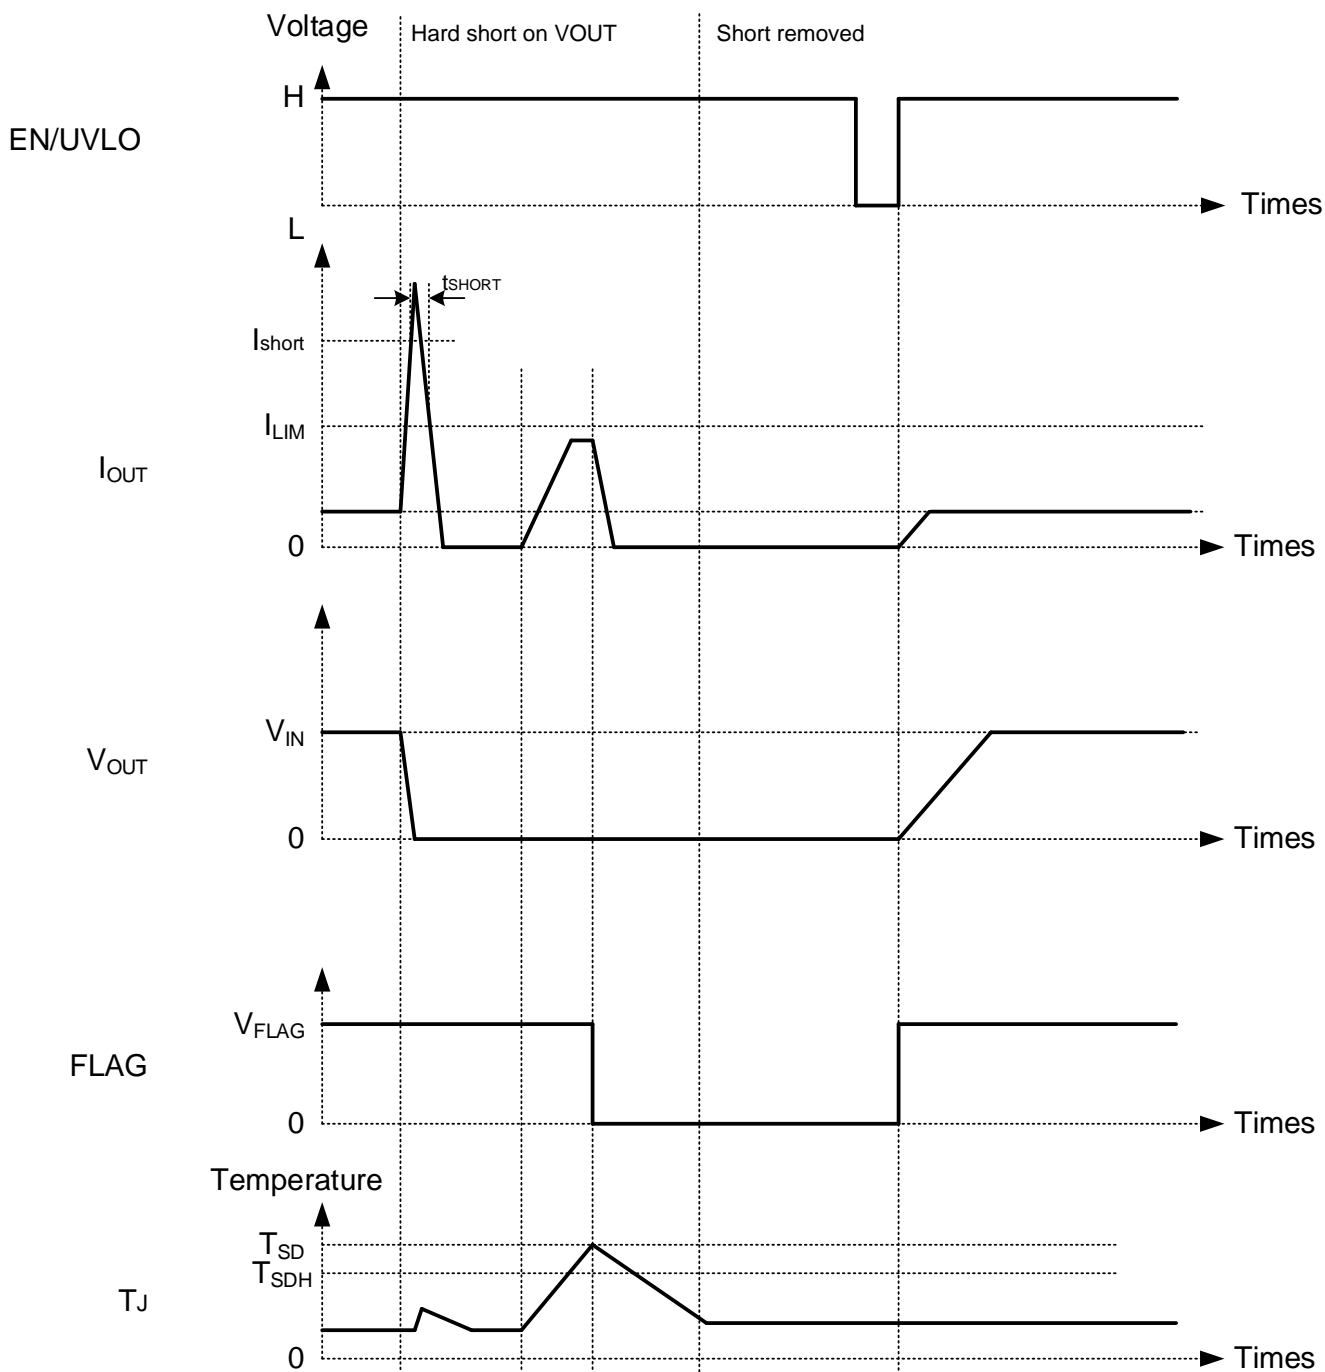 Voltage
Hard short on VOUT
Short removed
H
EN/UVLO
Times
L
tSHORT
Ishort
ILIM
IOUT
0
Times
VIN
VOUT
0
Times
VFLAG
FLAG
0
Times
Temperature
TSD
TSDH
TJ
0
Times